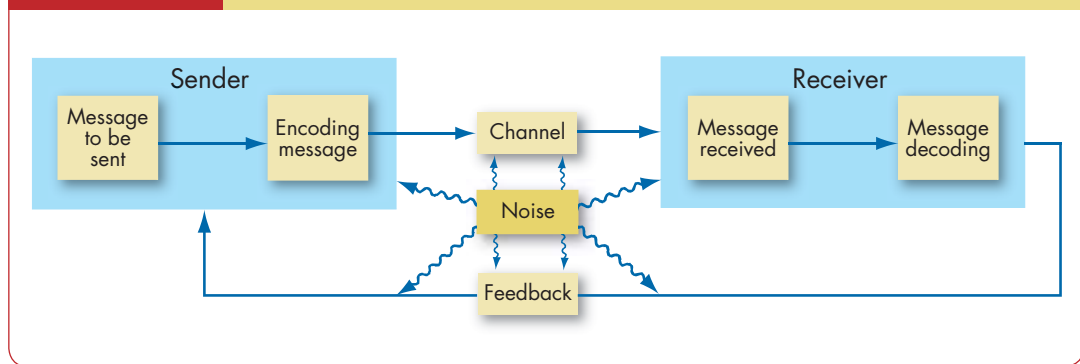 Sender
Message
to be
sent
Encoding
message
Channel
Noise
Feedback
Receiver
Message
received
Message
decoding